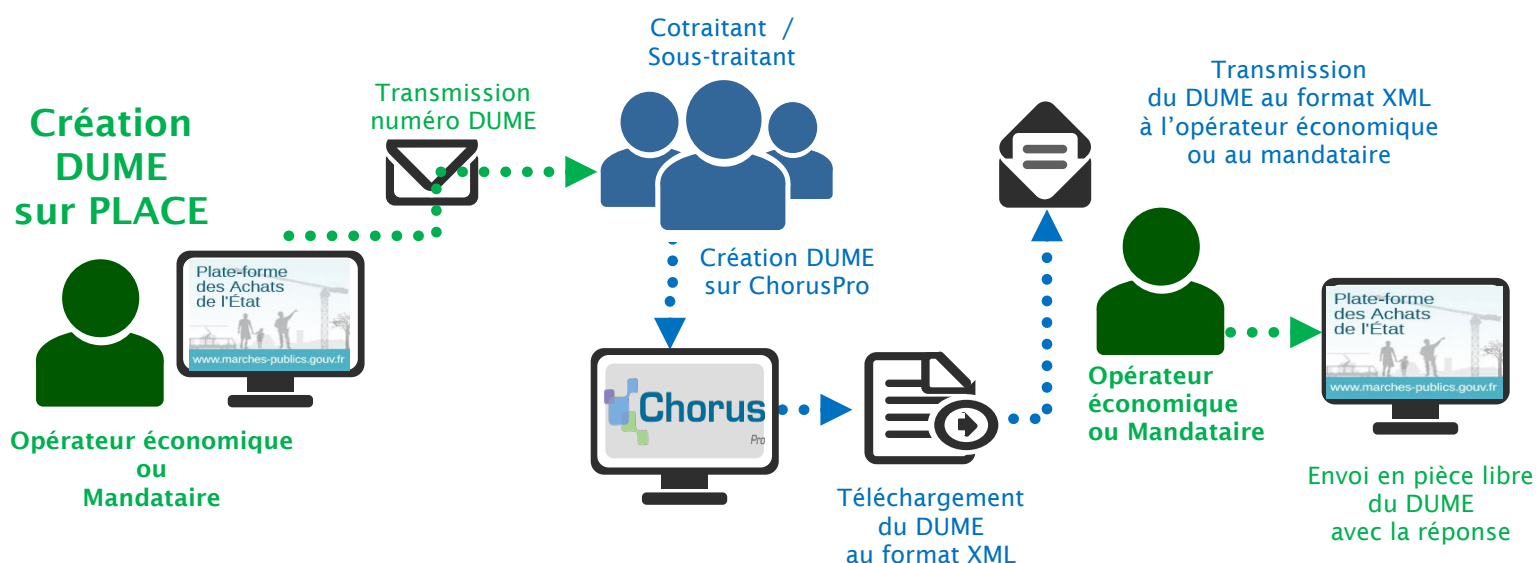 Création
DUME
sur PLACE
Plate-forme
des Achats
de l'État
www.marches-publics.gouv.fr
Opérateur économique
ou
Mandataire
Transmission
numéro DUME
Cotraitant /
Sous-traitant
Création DUME
sur ChorusPro
Chorus
Pro
Téléchargement
du DUME
au format XML
Transmission
du DUME au format XML
à l’opérateur économique
ou au mandataire
Opérateur
économique
ou Mandataire
Plate-forme
des Achats
de l'État
www.marches-publics.gouv.fr
Envoi en pièce libre
du DUME
avec la réponse